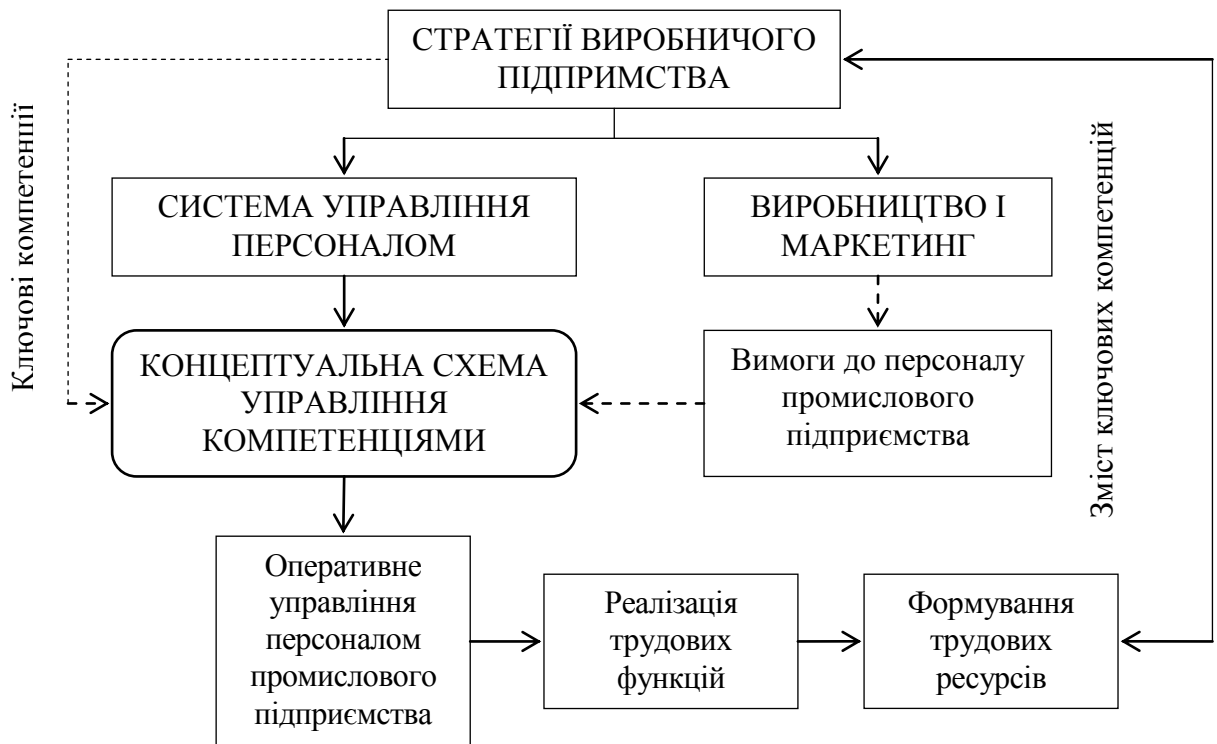 СТРАТЕГІЇ ВИРОБНИЧОГО
ПІДПРИМСТВА
Ключові компетенції
СИСТЕМА УПРАВЛІННЯ
ПЕРСОНАЛОМ
ВИРОБНИЦТВО І
МАРКЕТИНГ
Зміст ключових компетенцій
КОНЦЕПТУАЛЬНА СХЕМА
УПРАВЛІННЯ
КОМПЕТЕНЦІЯМИ
Вимоги до персоналу
промислового
підприємства
Оперативне
управління
персоналом
промислового
підприємства
Реалізація
трудових
функцій
Формування
трудових
ресурсів